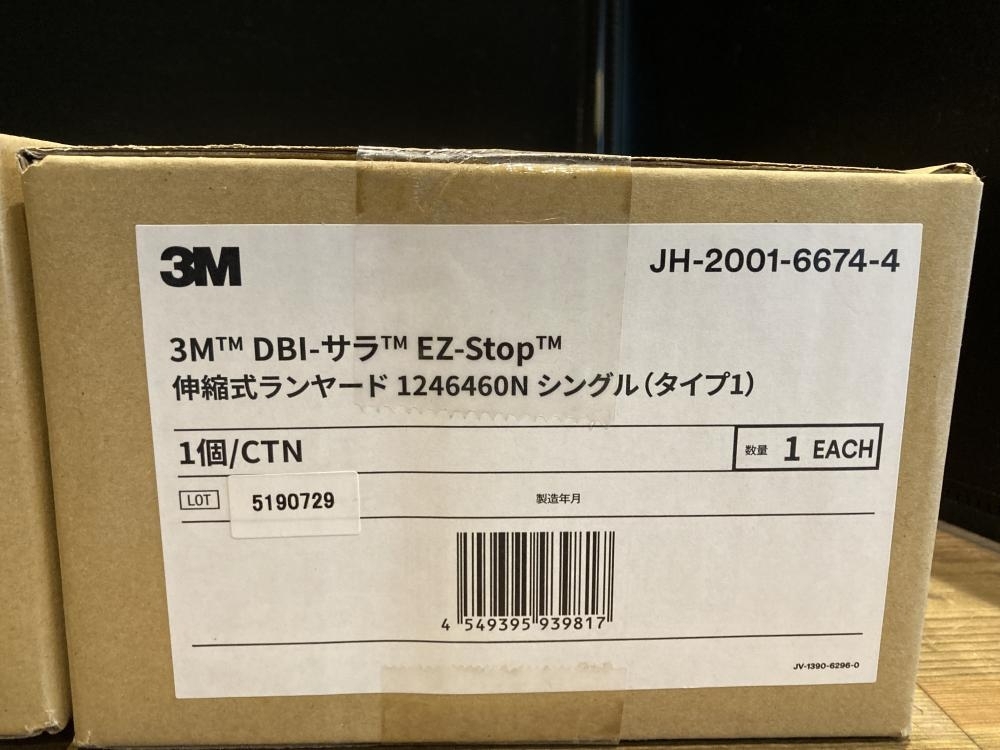 3M
JH-2001-6674-4
3M™ DBI-サラ™ EZ-Stop™
伸縮式ランヤード 1246460N シングル（タイプ1）
1個/CTN
数量 1 EACH
LOT 5190729
製造年月
4 549395 939817
JV-1390-6296-0